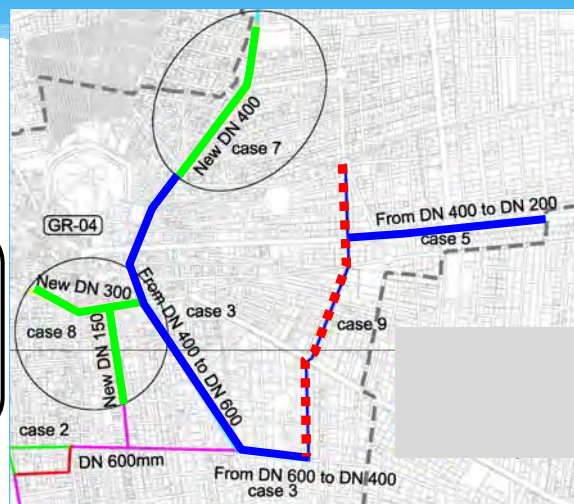 New DN 400
case 7
GR-04
From DN 400 to DN 200
case 5
New DN 300
case 8
New DN 150
From DN 400 to DN 600
case 3
case 9
case 2
DN 600mm
From DN 600 to DN 400
case 3